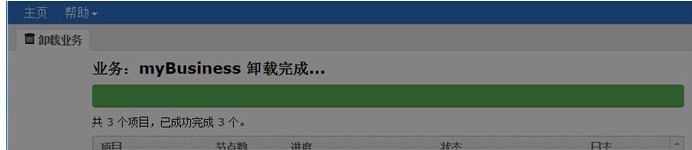 主页 帮助
卸载业务
业务：myBusiness 卸载完成...
共 3 个项目，已成功完成 3 个。
项目 节点数 进度 状态 日志